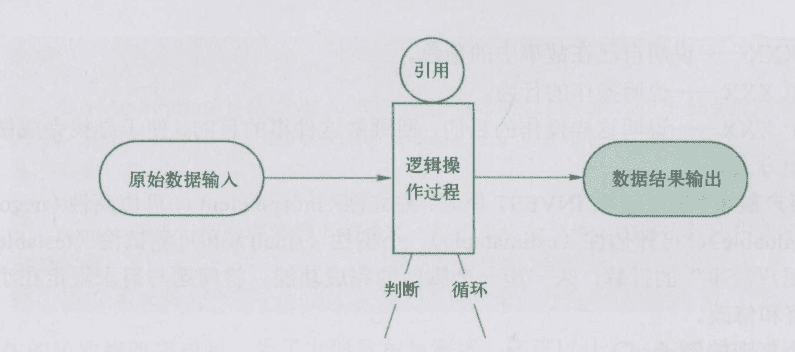 引用
原始数据输入
逻辑操
作过程
数据结果输出
判断
循环